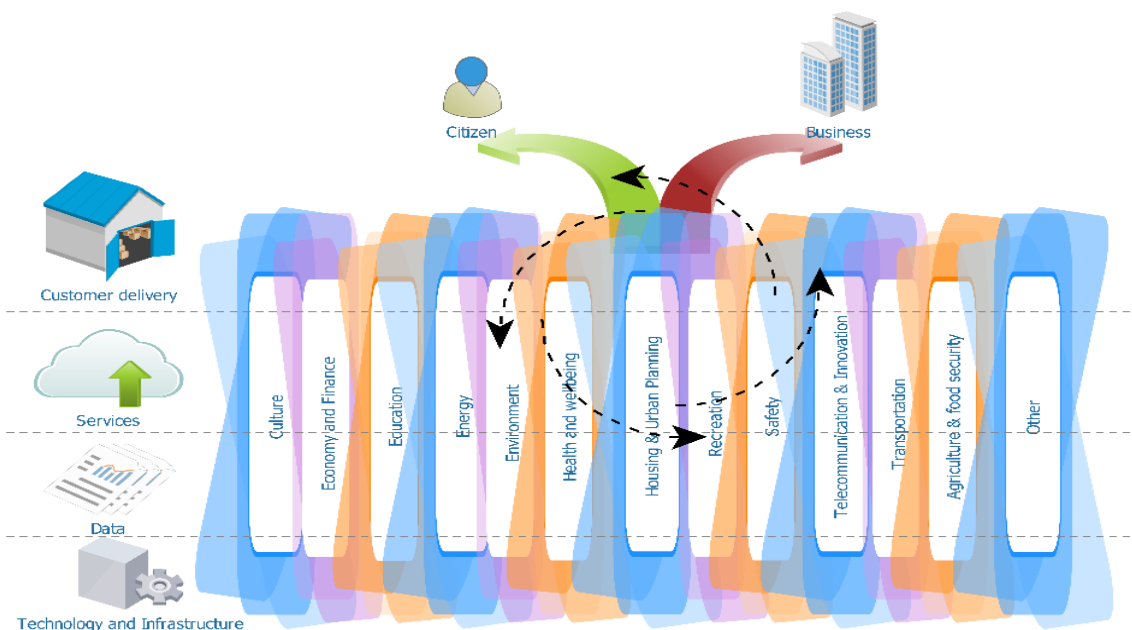 Citizen
Business
Customer delivery
Services
Data
Technology and Infrastructure
Culture
Economy and Finance
Education
Energy
Environment
Health and wellbeing
Housing & Urban Planning
Recreation
Safety
Telecommunication & Innovation
Transportation
Agriculture & food security
Other